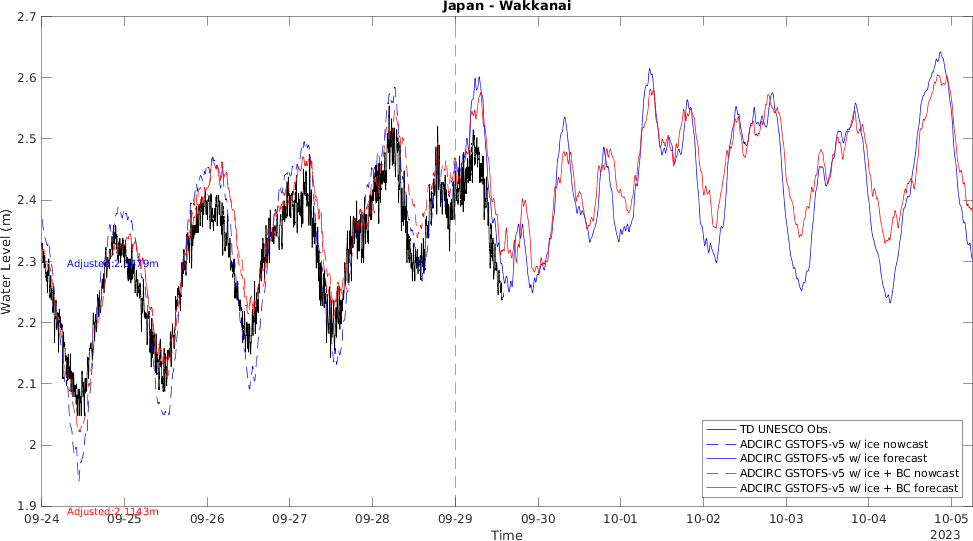 Japan - Wakkanai
2.7
2.6
2.5
2.4
2.3
2.2
2.1
2
1.9
Water Level (m)
Adjusted:2.1143m
09-24
09-25
09-26
09-27
09-28
09-29
09-30
10-01
10-02
10-03
10-04
10-05
2023
Time
TD UNESCO Obs.
ADCIRC GSTOFS-v5 w/ ice nowcast
ADCIRC GSTOFS-v5 w/ ice forecast
ADCIRC GSTOFS-v5 w/ ice + BC nowcast
ADCIRC GSTOFS-v5 w/ ice + BC forecast